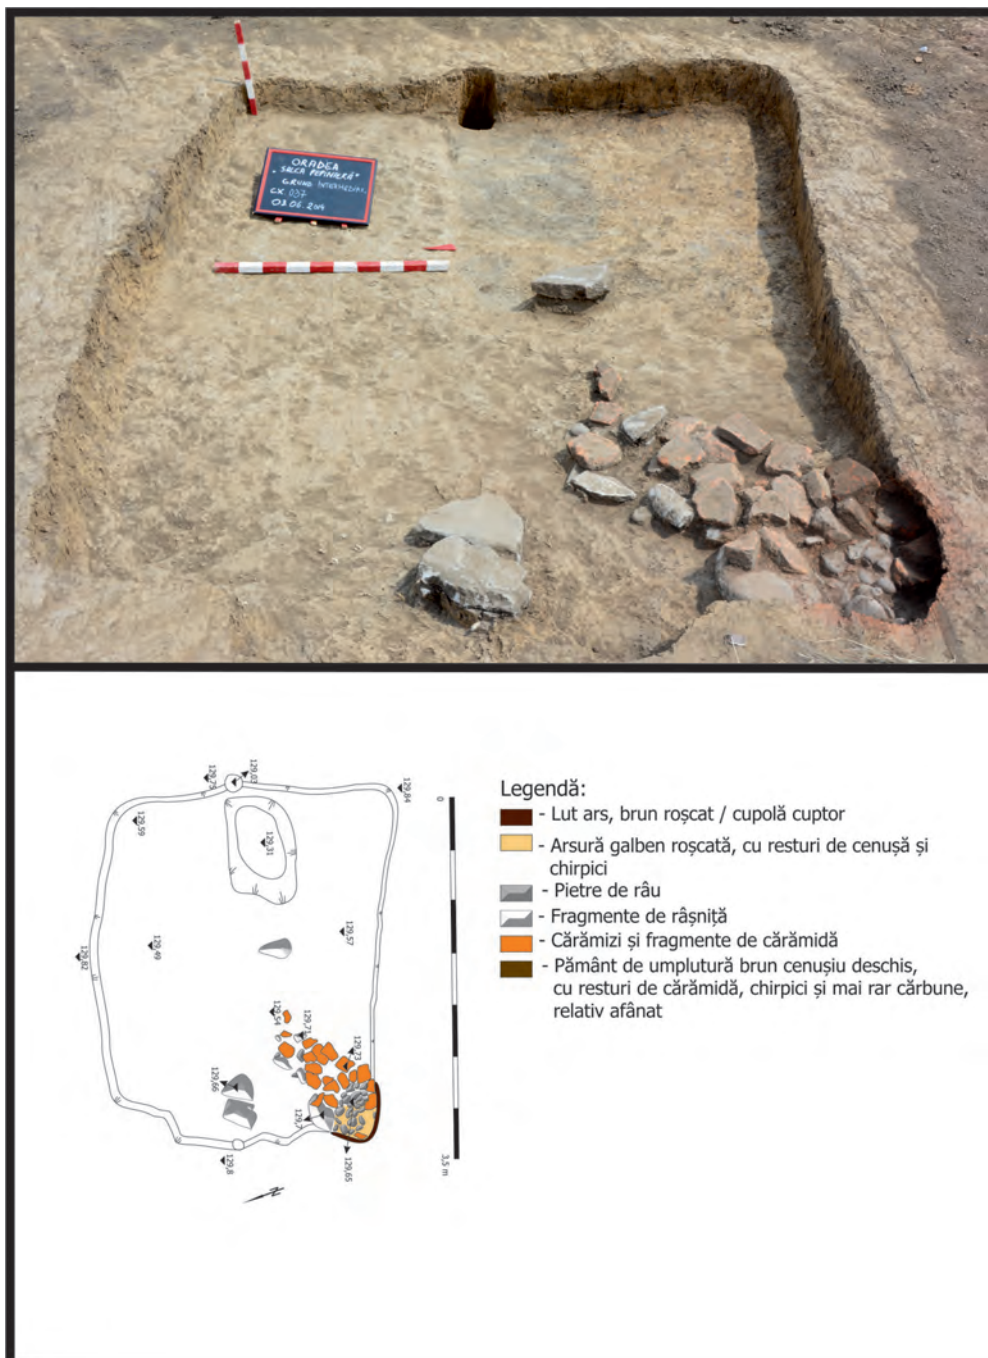 ORADEA
"SALCA PEPINIERĂ"
GRUND INTERMEDIAR
CX. 037
03.06.2014
129,75
129,03
129,84
129,59
129,31
129,57
129,49
129,82
129,54
129,71
129,73
129,66
129,7
129,65
129,8
0
3,5 m
N
Legendă:
- Lut ars, brun roșcat / cupolă cuptor
- Arsură galben roșcată, cu resturi de cenușă și
chirpici
- Pietre de râu
- Fragmente de râșniță
- Cărămizi și fragmente de cărămidă
- Pământ de umplutură brun cenușiu deschis,
cu resturi de cărămidă, chirpici și mai rar cărbune,
relativ afânat